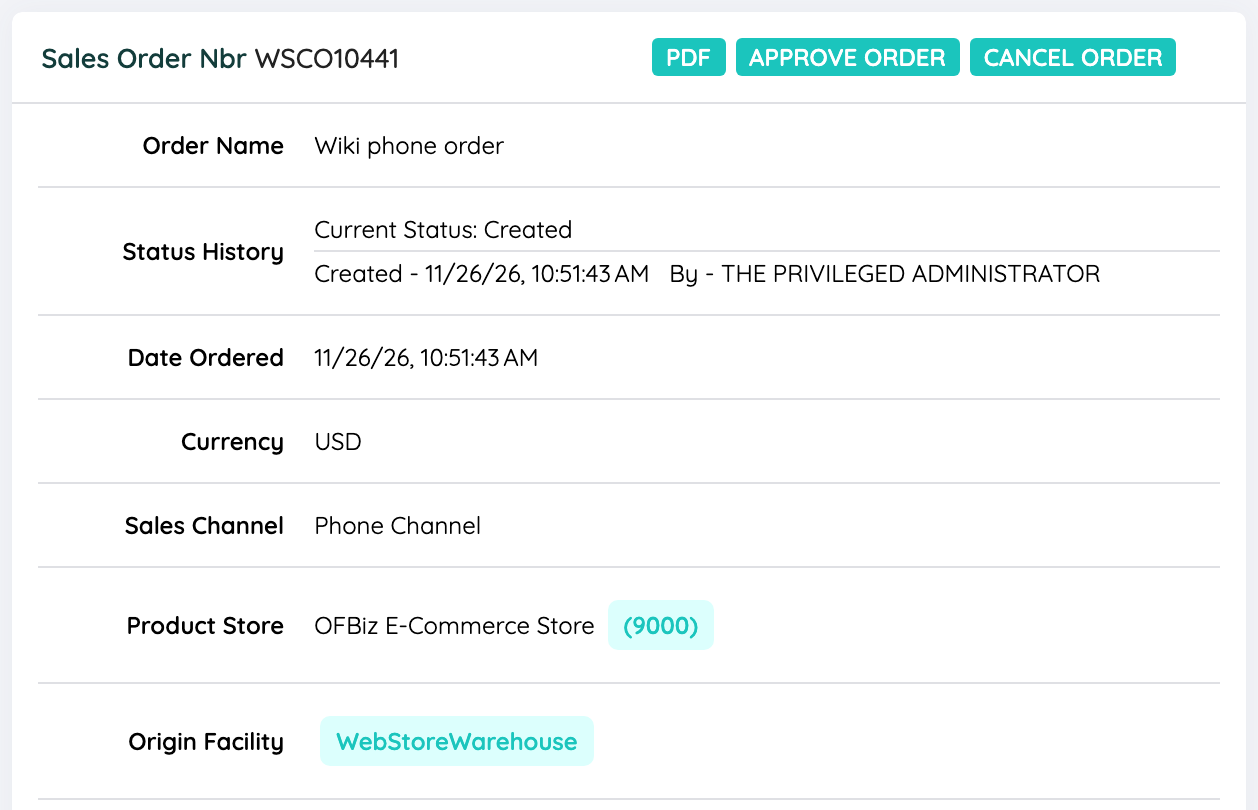 Sales Order Nbr WSCO10441 PDF APPROVE ORDER CANCEL ORDER
Order Name Wiki phone order
Current Status: Created
Status History
Created - 11/26/26, 10:51:43 AM By - THE PRIVILEGED ADMINISTRATOR
Date Ordered 11/26/26, 10:51:43 AM
Currency USD
Sales Channel Phone Channel
Product Store OFBiz E-Commerce Store (9000)
Origin Facility WebStoreWarehouse